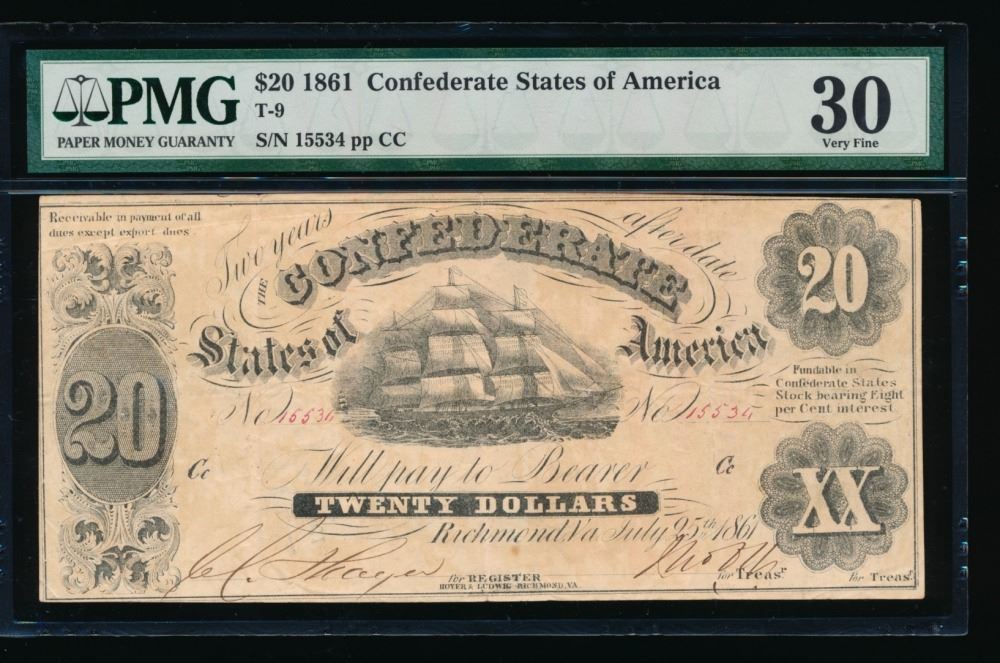 PMG
PAPER MONEY GUARANTY
$20 1861 Confederate States of America
T-9
S/N 15534 pp CC
30
Very Fine
Receivable in payment of all
dues except export dues
Two years after date
THE CONFEDERATE
States of America
20
20
Fundable in
Confederate States
Stock bearing Eight
per Cent interest
No 15534
No 15534
Cc
Will pay to Bearer
Cc
TWENTY DOLLARS
XX
Richmond Va July 25th 1861
for REGISTER
for Treasr.
for Treasr.
HOYER & LUDWIG RICHMOND, VA.